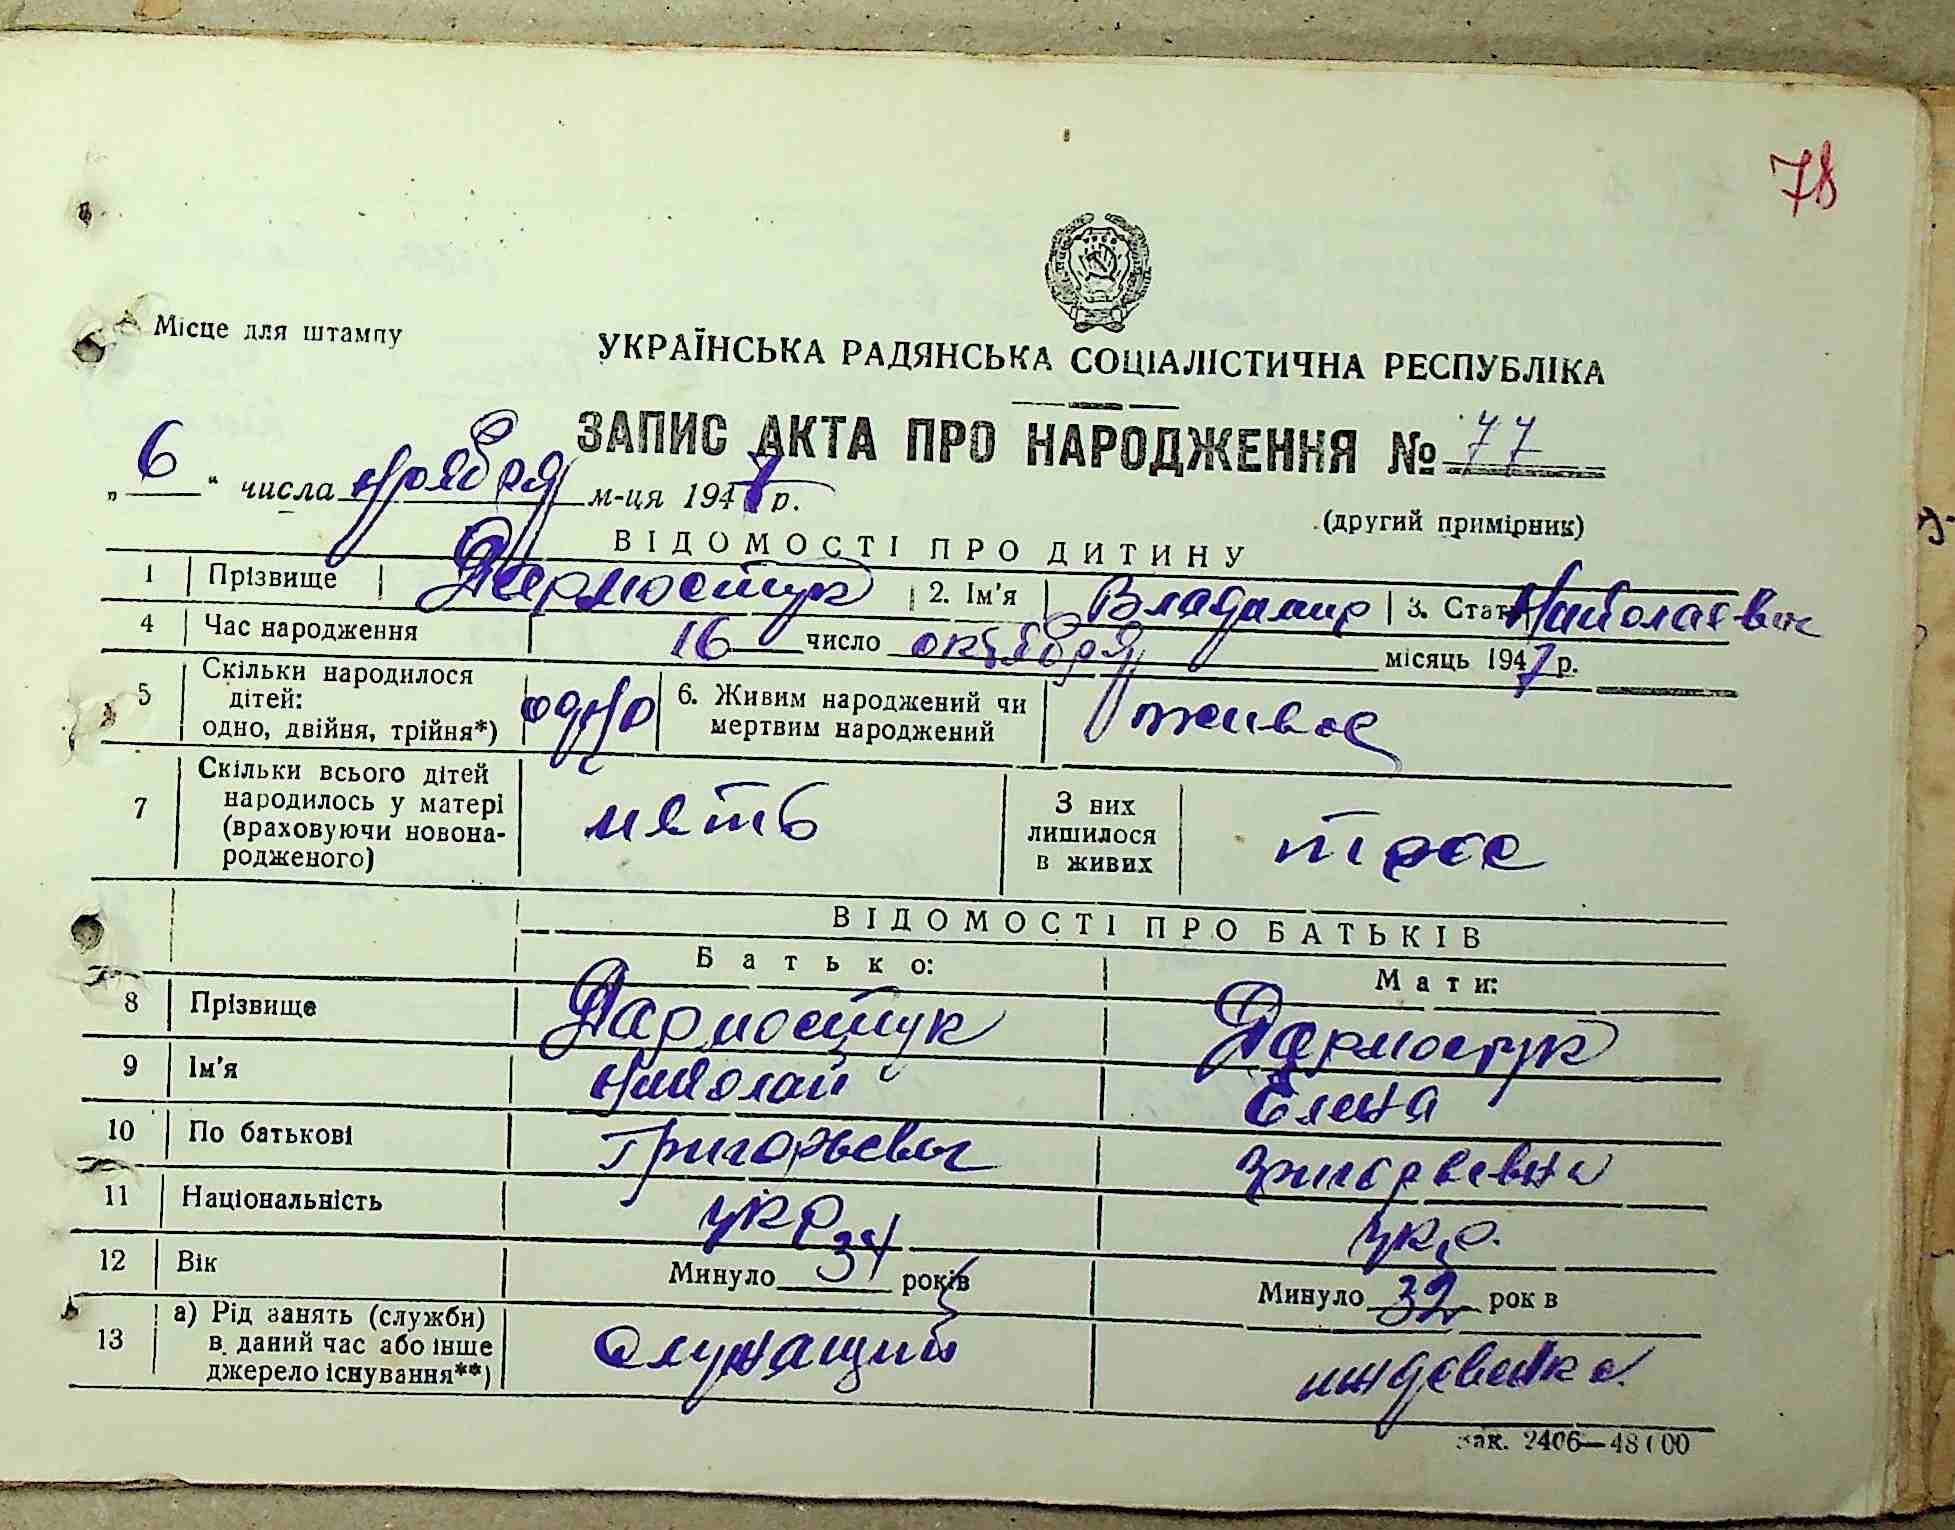 78
Місце для штампу
УКРАЇНСЬКА РАДЯНСЬКА СОЦІАЛІСТИЧНА РЕСПУБЛІКА
ЗАПИС АКТА ПРО НАРОДЖЕННЯ № 77
„6“ числа ноября м-ця 1947 р.
(другий примірник)
ВІДОМОСТІ ПРО ДИТИНУ
1 Прізвище Дармостук 2. Ім'я Владимир 3. Стать Николаевич
4 Час народження 16 число октября місяць 1947 р.
5 Скільки народилося дітей: одно, двійня, трійня*) одно 6. Живим народжений чи мертвим народжений живое
7 Скільки всього дітей народилось у матері (враховуючи новонародженого) пять З них лишилося в живих трое
ВІДОМОСТІ ПРО БАТЬКІВ
Батько: Мати:
8 Прізвище Дармостук Дармостук
9 Ім'я Николай Елена
10 По батькові Григорьевич Григорьевна
11 Національність укр укр.
12 Вік Минуло 34 років Минуло 32 років
13 а) Рід занять (служби) в даний час або інше джерело існування**) Служащий иждевенка
Зак. 2406—48000